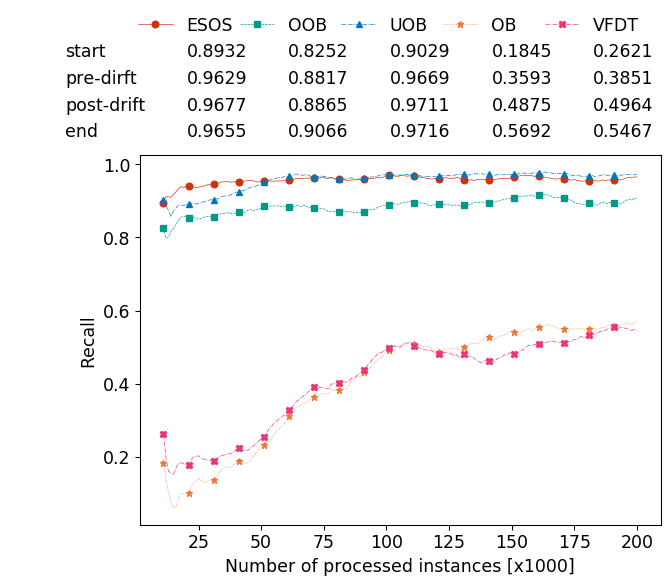 ESOS OOB UOB OB VFDT
start 0.8932 0.8252 0.9029 0.1845 0.2621
pre-dirft 0.9629 0.8817 0.9669 0.3593 0.3851
post-drift 0.9677 0.8865 0.9711 0.4875 0.4964
end 0.9655 0.9066 0.9716 0.5692 0.5467
1.0
0.8
0.6
0.4
0.2
Recall
25 50 75 100 125 150 175 200
Number of processed instances [x1000]